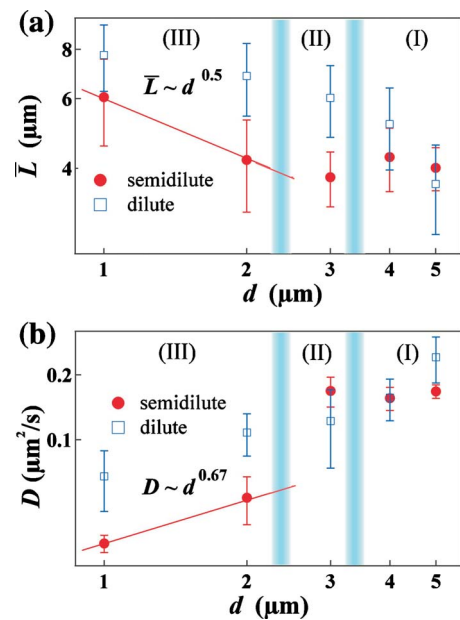 (a)
8
6
4
L̅ (μm)
(III)
(II)
(I)
L̅ ~ d 0.5
semidilute
dilute
1
2
3
4
5
d (μm)
(b)
0.2
0.1
D (μm²/s)
(III)
(II)
(I)
semidilute
dilute
D ~ d 0.67
1
2
3
4
5
d (μm)